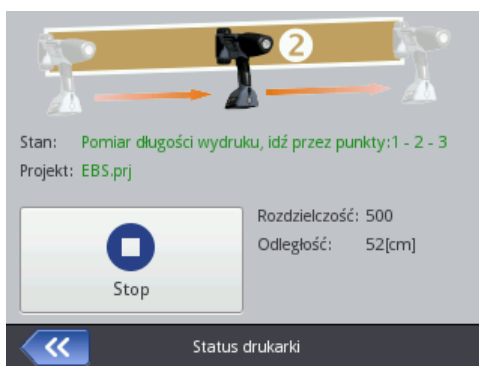 2
Stan: Pomiar długości wydruku, idź przez punkty:1 - 2 - 3
Projekt: EBS.prj
Rozdzielczość: 500
Odległość: 52[cm]
Stop
Status drukarki